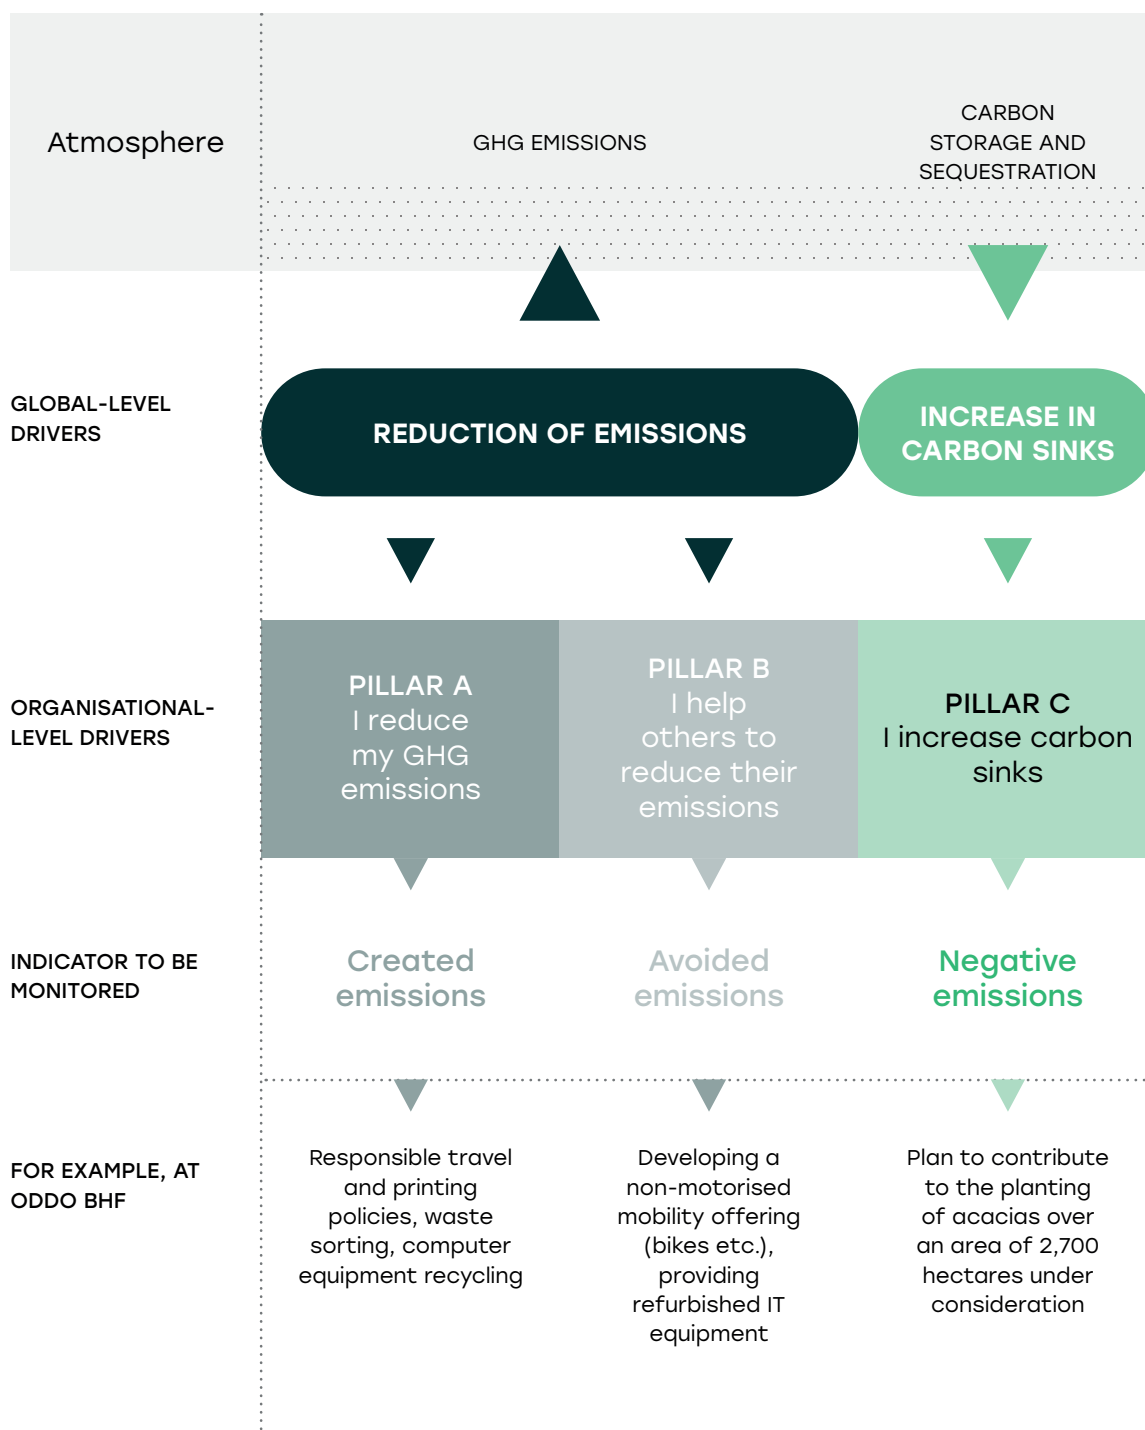 Atmosphere
GHG EMISSIONS
CARBON
STORAGE AND
SEQUESTRATION
GLOBAL-LEVEL
DRIVERS
REDUCTION OF EMISSIONS
INCREASE IN
CARBON SINKS
ORGANISATIONAL-
LEVEL DRIVERS
PILLAR A
I reduce
my GHG
emissions
PILLAR B
I help
others to
reduce their
emissions
PILLAR C
I increase carbon
sinks
INDICATOR TO BE
MONITORED
Created
emissions
Avoided
emissions
Negative
emissions
FOR EXAMPLE, AT
ODDO BHF
Responsible travel
and printing
policies, waste
sorting, computer
equipment recycling
Developing a
non-motorised
mobility offering
(bikes etc.),
providing
refurbished IT
equipment
Plan to contribute
to the planting
of acacias over
an area of 2,700
hectares under
consideration